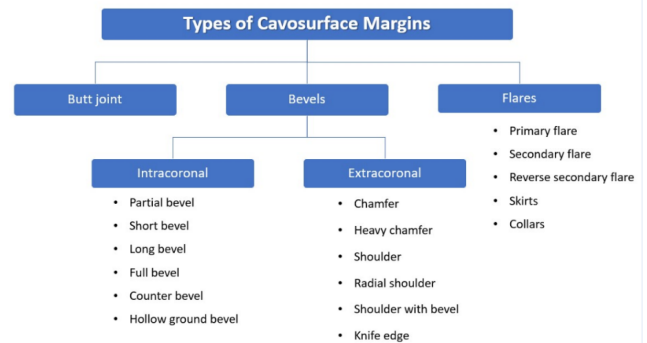 Types of Cavosurface Margins
Butt joint
Bevels
Flares
• Primary flare
• Secondary flare
• Reverse secondary flare
• Skirts
• Collars
Intracoronal
• Partial bevel
• Short bevel
• Long bevel
• Full bevel
• Counter bevel
• Hollow ground bevel
Extracoronal
• Chamfer
• Heavy chamfer
• Shoulder
• Radial shoulder
• Shoulder with bevel
• Knife edge